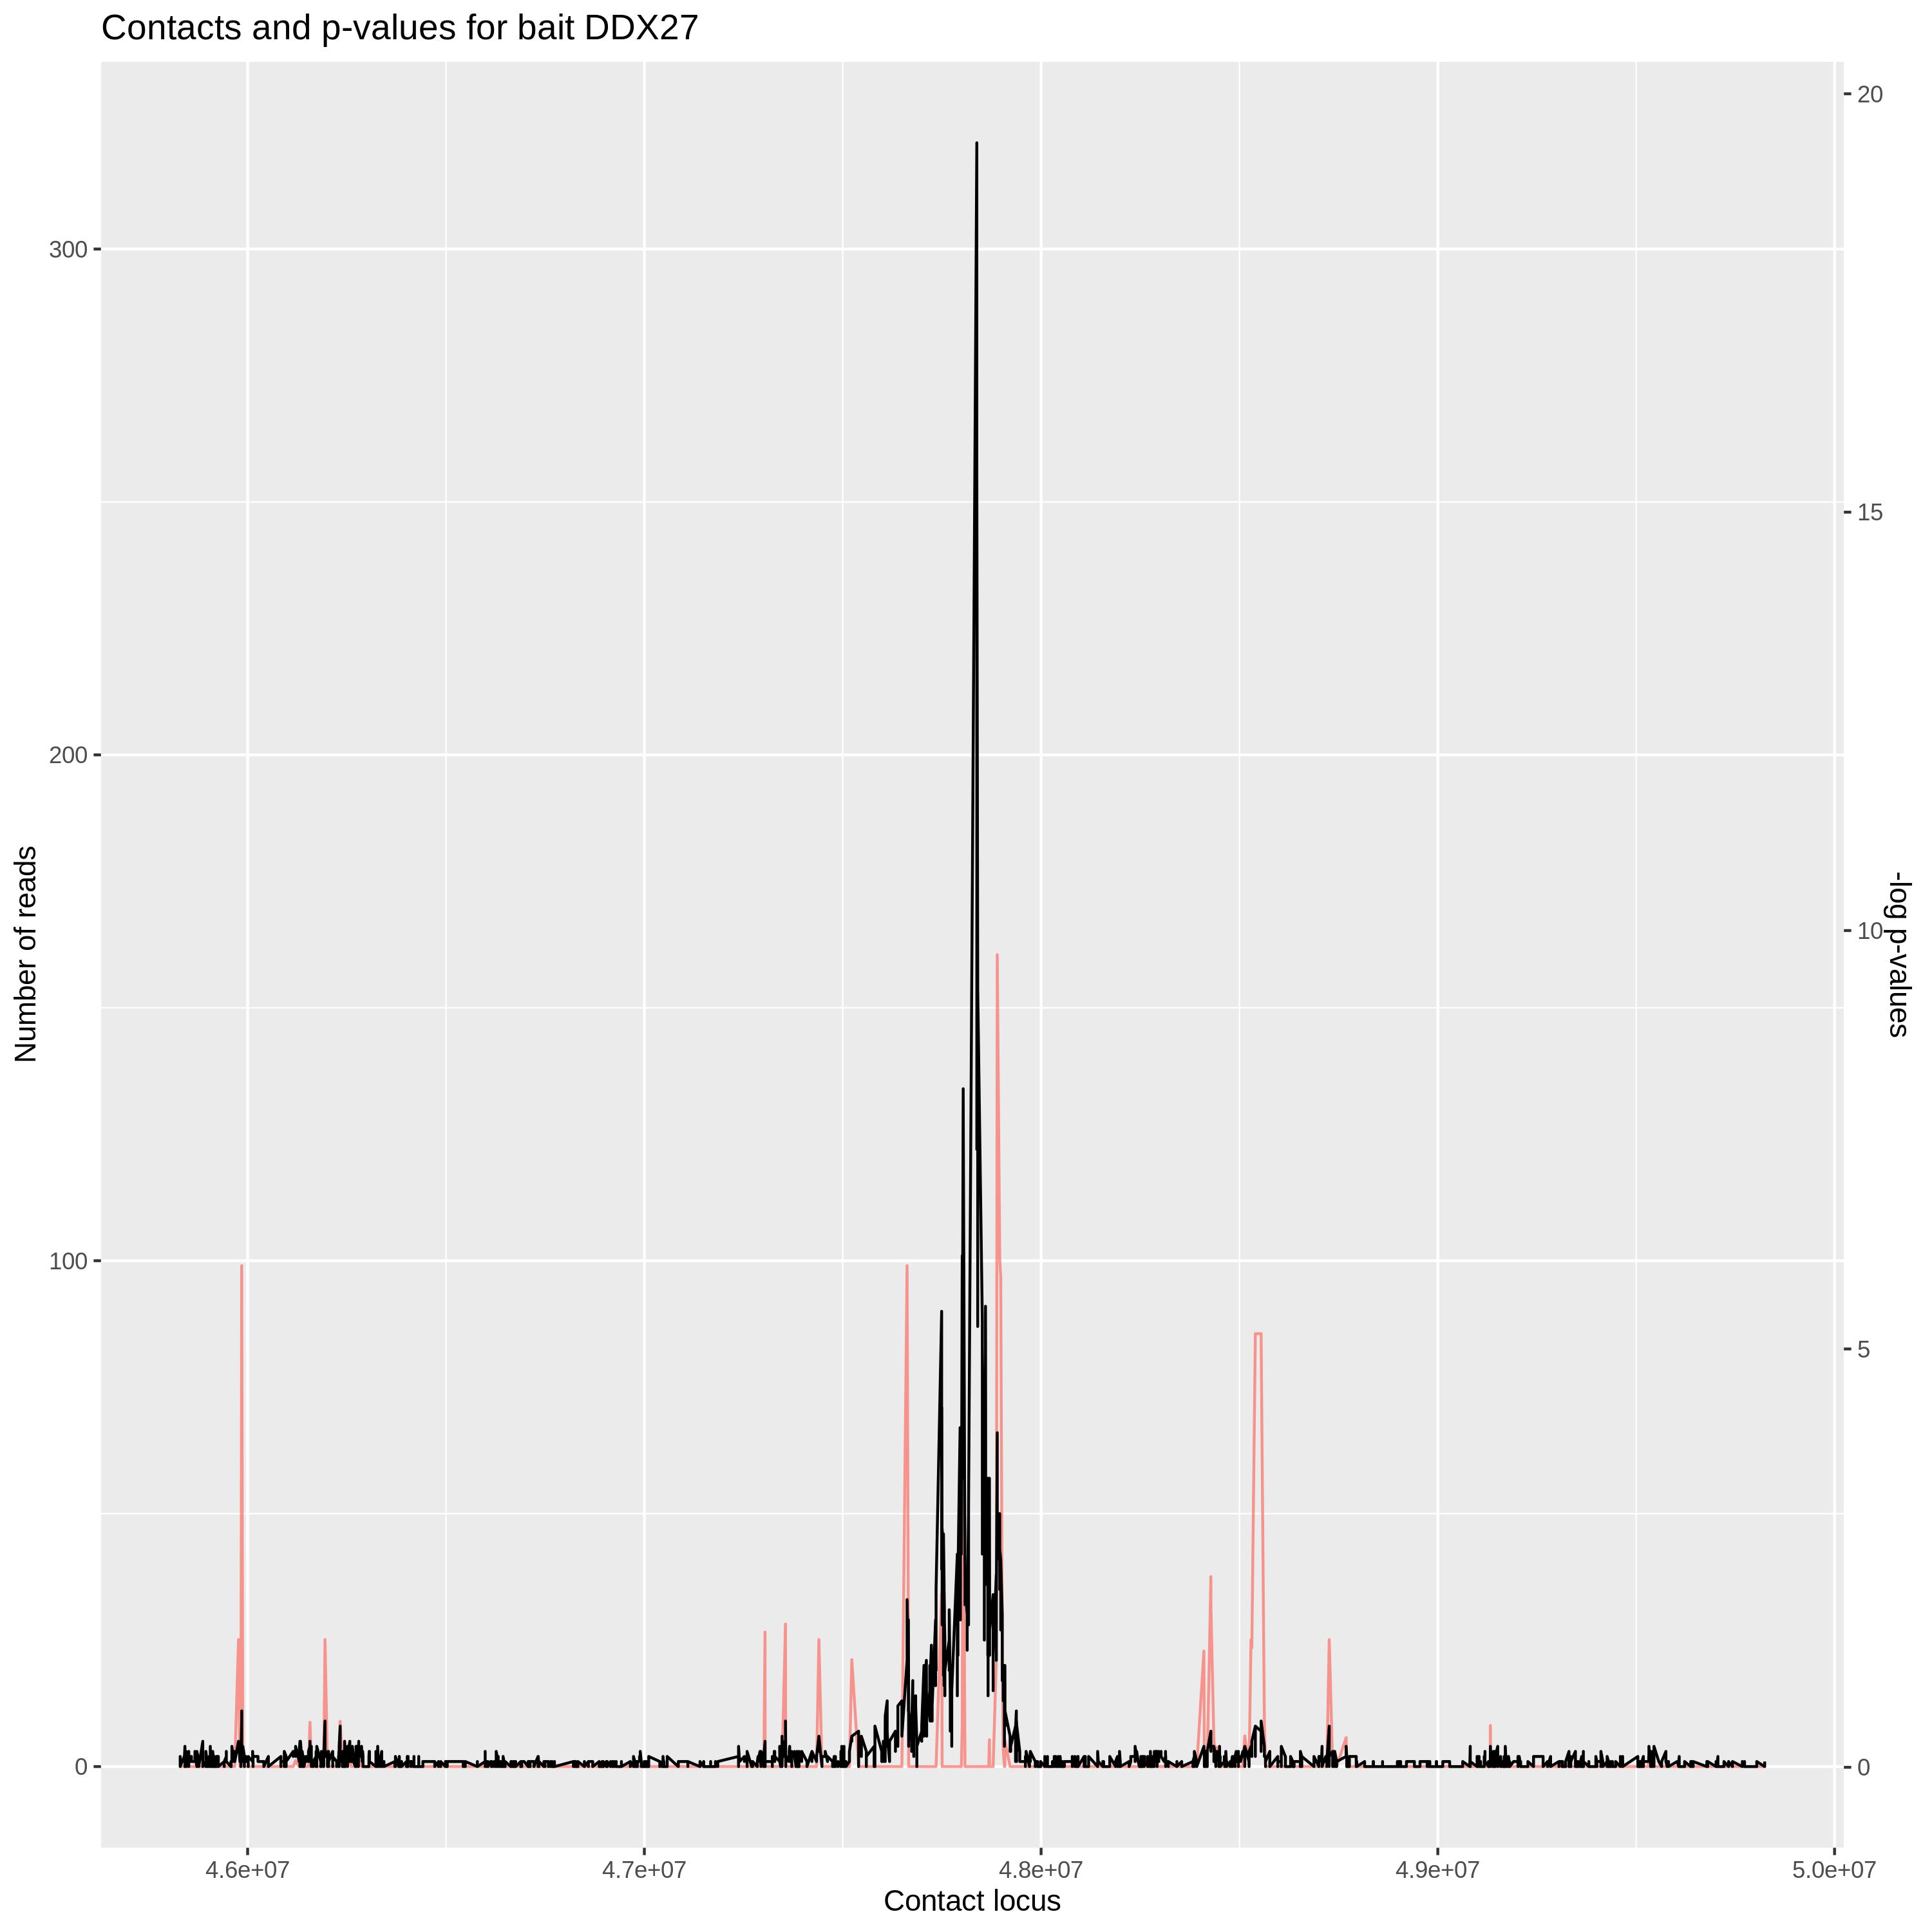 Contacts and p-values for bait DDX27
Number of reads
300
200
100
0
20
15
10
5
0
-log p-values
4.6e+07
4.7e+07
4.8e+07
4.9e+07
5.0e+07
Contact locus